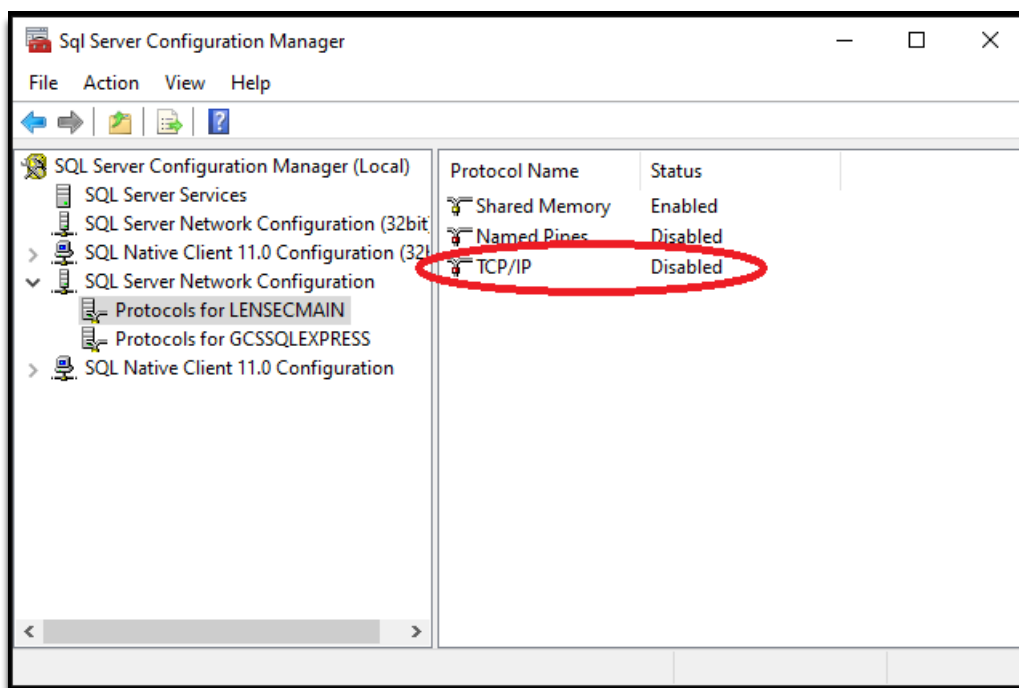 Sql Server Configuration Manager
File Action View Help
SQL Server Configuration Manager (Local)
SQL Server Services
SQL Server Network Configuration (32bit
SQL Native Client 11.0 Configuration (32
SQL Server Network Configuration
Protocols for LENSECMAIN
Protocols for GCSSQLEXPRESS
SQL Native Client 11.0 Configuration
Protocol Name Status
Shared Memory Enabled
Named Pipes Disabled
TCP/IP Disabled